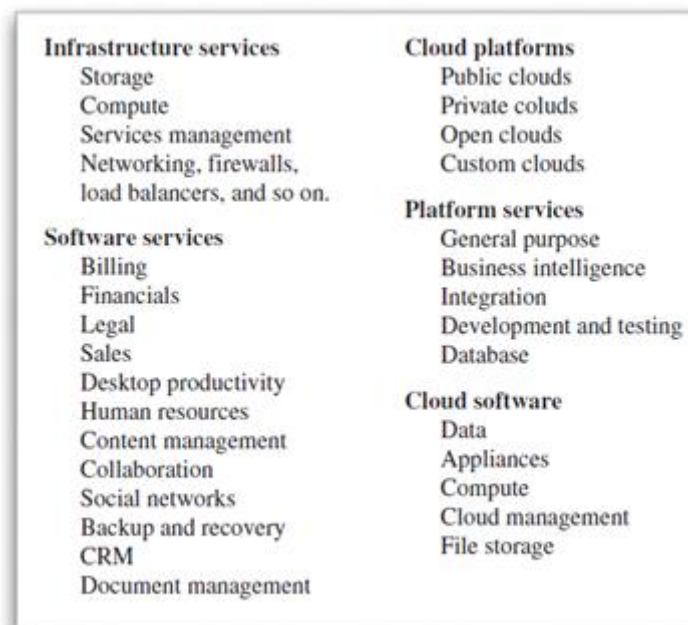 Infrastructure services
Storage
Compute
Services management
Networking, firewalls,
load balancers, and so on.
Software services
Billing
Financials
Legal
Sales
Desktop productivity
Human resources
Content management
Collaboration
Social networks
Backup and recovery
CRM
Document management
Cloud platforms
Public clouds
Private coluds
Open clouds
Custom clouds
Platform services
General purpose
Business intelligence
Integration
Development and testing
Database
Cloud software
Data
Appliances
Compute
Cloud management
File storage